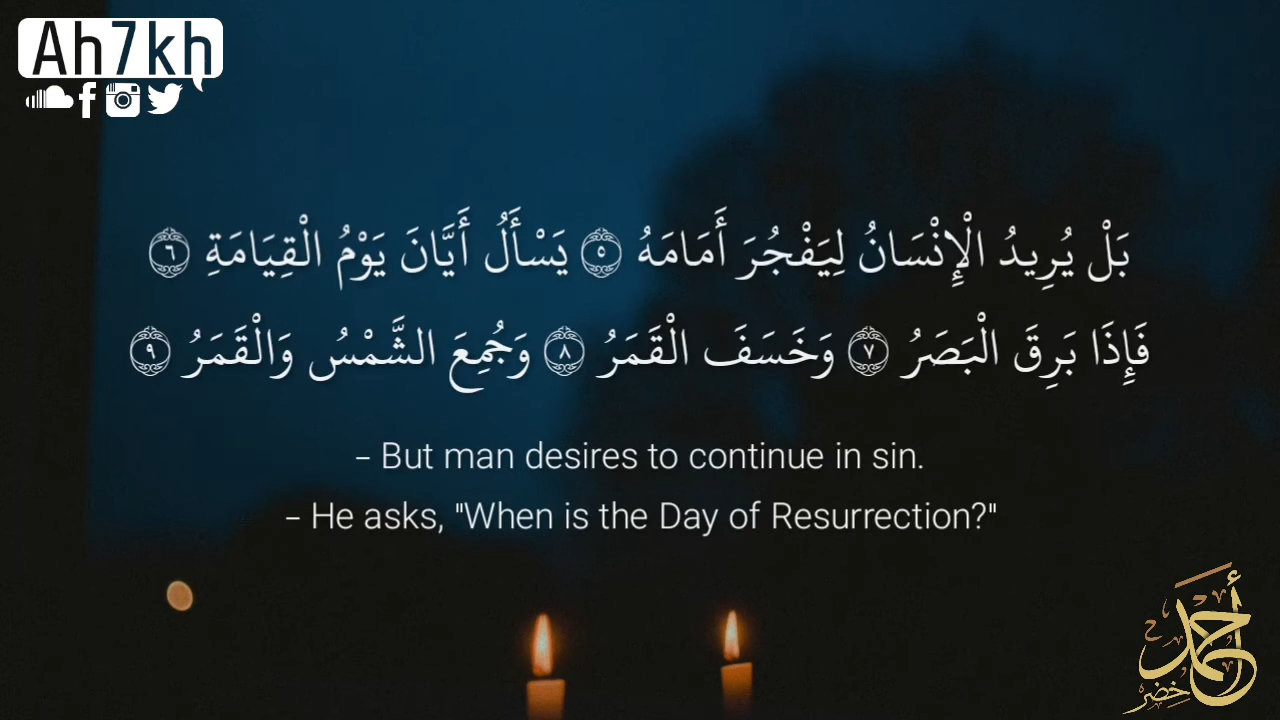 Ah7kh
بَلْ يُرِيدُ الْإِنْسَانُ لِيَفْجُرَ أَمَامَهُ ٥ يَسْأَلُ أَيَّانَ يَوْمُ الْقِيَامَةِ ٦
فَإِذَا بَرِقَ الْبَصَرُ ٧ وَخَسَفَ الْقَمَرُ ٨ وَجُمِعَ الشَّمْسُ وَالْقَمَرُ ٩
- But man desires to continue in sin.
- He asks, "When is the Day of Resurrection?"
أحمد
خضر